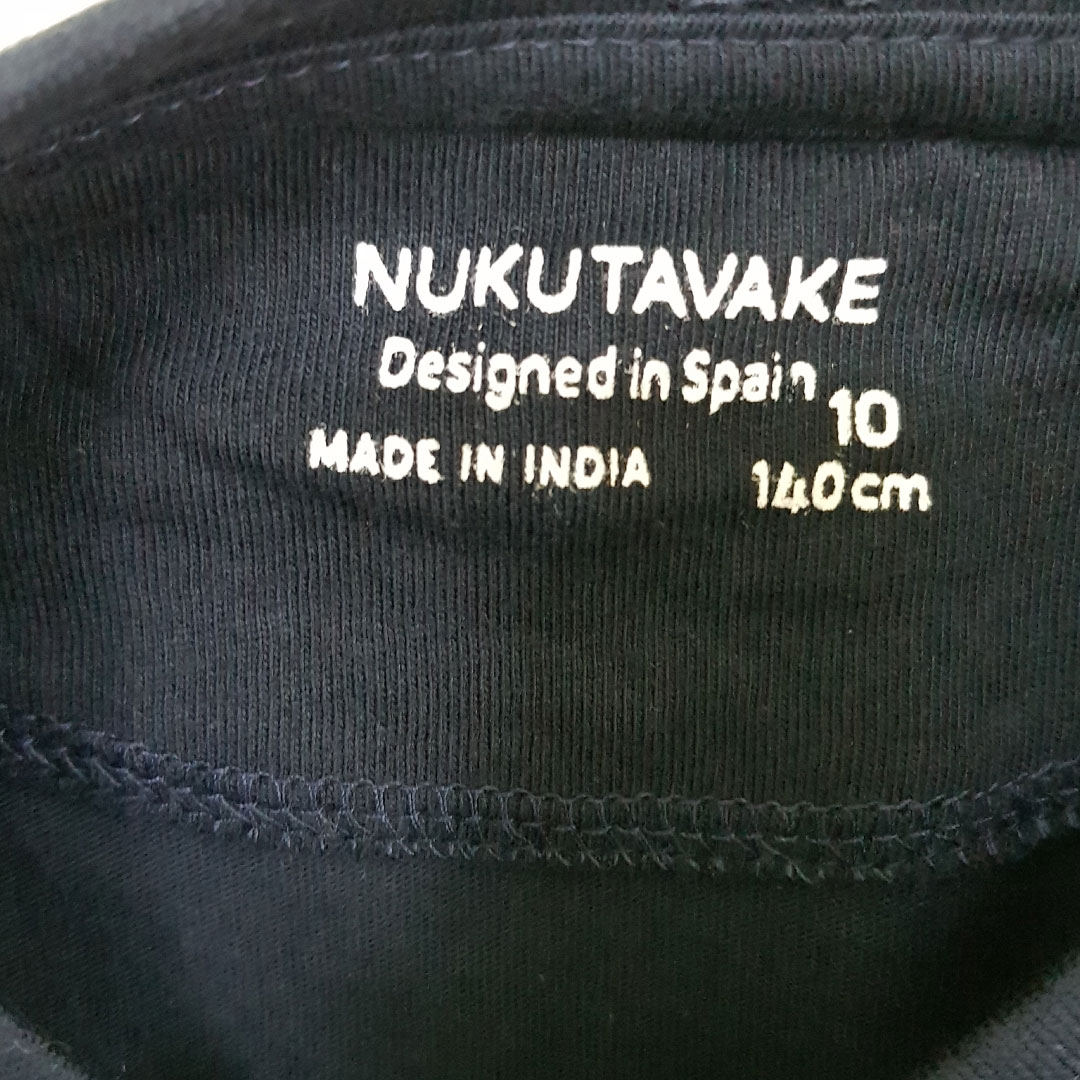 NUKUTAVAKE
Designed in Spain
10
MADE IN INDIA
140cm